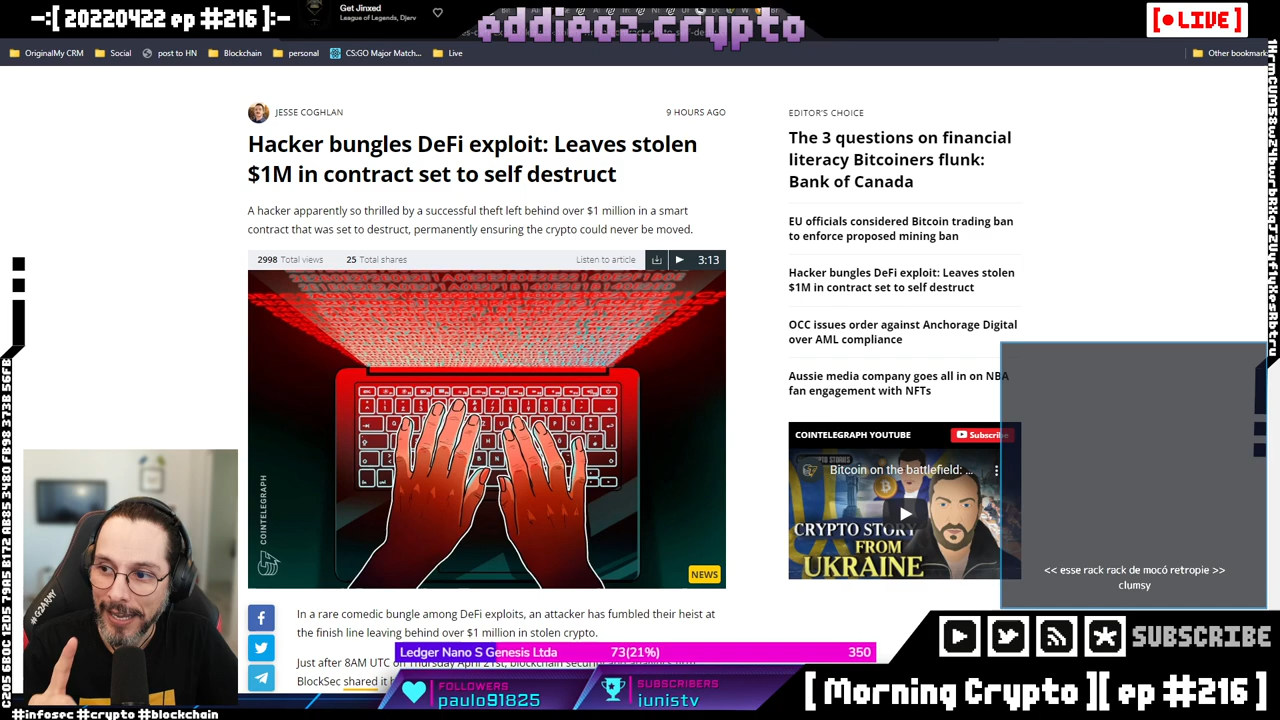 -:[ 20220422 ep #216 ]:-
Get Jinxed
League of Legends, Djerv
eddieoz.crypto
[● LIVE]
OriginalMy CRM
Social
post to HN
Blockchain
personal
CS:GO Major Match...
Live
Other bookmark
JESSE COGHLAN
9 HOURS AGO
Hacker bungles DeFi exploit: Leaves stolen
$1M in contract set to self destruct
A hacker apparently so thrilled by a successful theft left behind over $1 million in a smart
contract that was set to destruct, permanently ensuring the crypto could never be moved.
2998 Total views
25 Total shares
Listen to article
3:13
COINTELEGRAPH
NEWS
In a rare comedic bungle among DeFi exploits, an attacker has fumbled their heist at
the finish line leaving behind over $1 million in stolen crypto.
Just after 8AM UTC on Thursday April 21st, blockchain security
BlockSec shared it
EDITOR'S CHOICE
The 3 questions on financial
literacy Bitcoiners flunk:
Bank of Canada
EU officials considered Bitcoin trading ban
to enforce proposed mining ban
Hacker bungles DeFi exploit: Leaves stolen
$1M in contract set to self destruct
OCC issues order against Anchorage Digital
over AML compliance
Aussie media company goes all in on NBA
fan engagement with NFTs
COINTELEGRAPH YOUTUBE
Subscribe
Bitcoin on the battlefield: ...
CRYPTO STORY
FROM
UKRAINE
<< esse rack rack de mocó retropie >>
clumsy
#G2ARMY
Ledger Nano S Genesis Ltda
73(21%)
350
FOLLOWERS
paulo91825
SUBSCRIBERS
iunistv
SUBSCRIBE
[ Morning Crypto ][ ep #216 ]
#infosec #crypto #blockchain